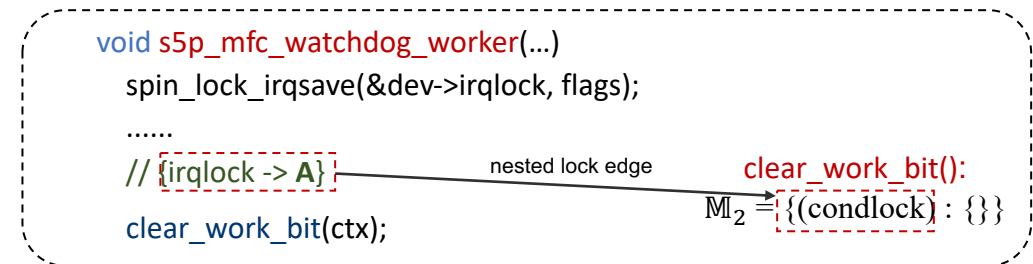 void s5p_mfc_watchdog_worker(…)
spin_lock_irqsave(&dev->irqlock, flags);
......
// {irqlock -> A}
nested lock edge
clear_work_bit():
𝕄₂ = {(condlock) : {}}
clear_work_bit(ctx);